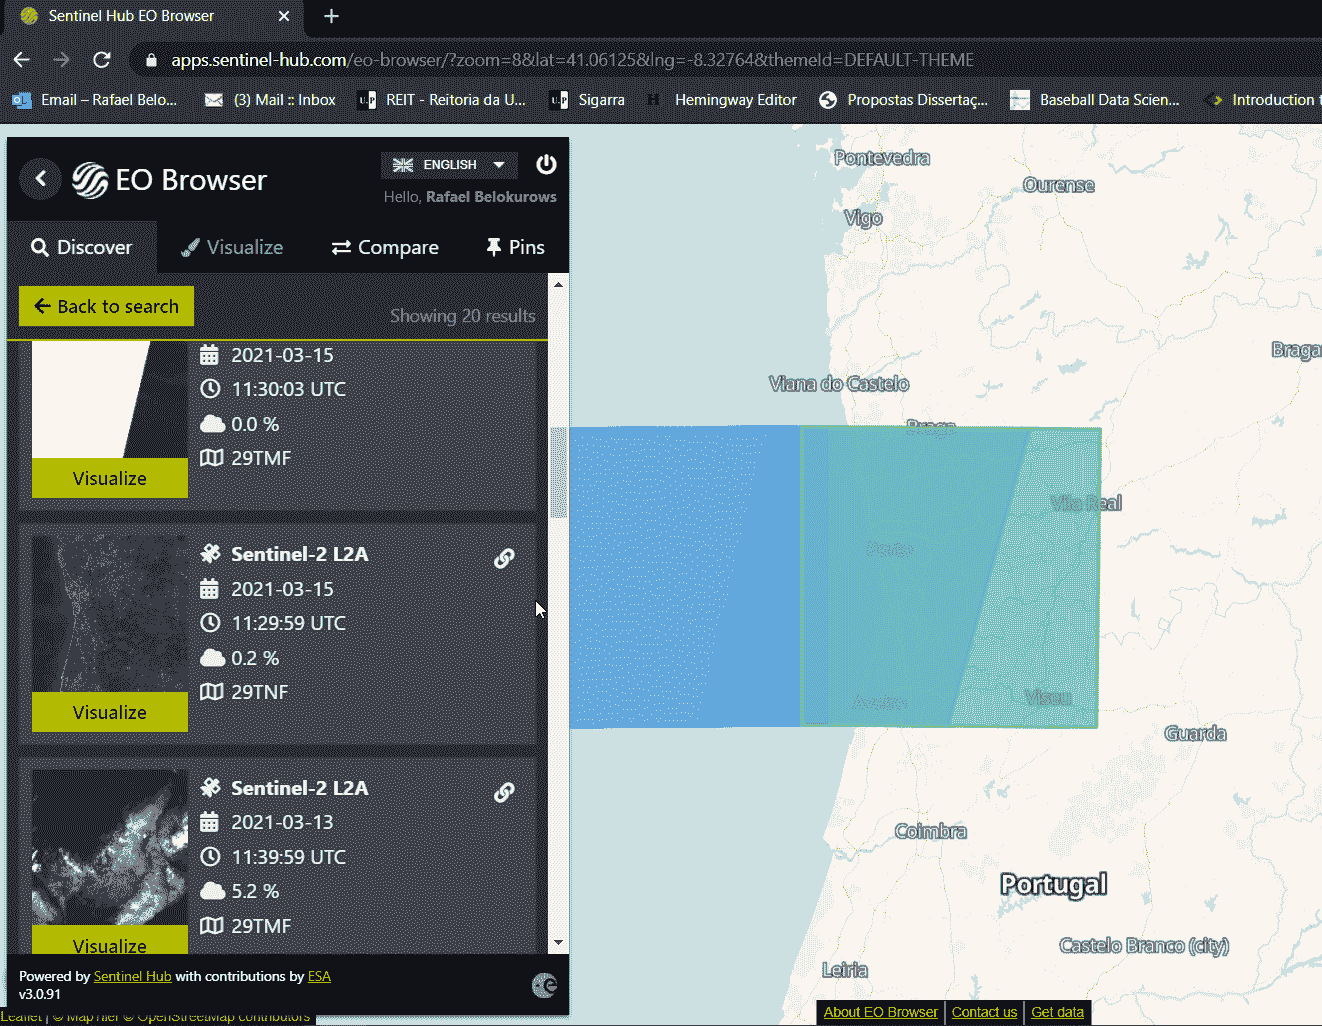 Sentinel Hub EO Browser
apps.sentinel-hub.com/eo-browser/?zoom=8&lat=41.06125&lng=-8.32764&themeId=DEFAULT-THEME
Email – Rafael Belo...
(3) Mail :: Inbox
U.P
REIT - Reitoria da U...
U.P
Sigarra
H
Hemingway Editor
Propostas Dissertaç...
Baseball Data Scien...
Introduction t
EO Browser
ENGLISH
Hello, Rafael Belokurows
Discover
Visualize
Compare
Pins
Back to search
Showing 20 results
2021-03-15
11:30:03 UTC
0.0 %
29TMF
Visualize
Sentinel-2 L2A
2021-03-15
11:29:59 UTC
0.2 %
29TNF
Visualize
Sentinel-2 L2A
2021-03-13
11:39:59 UTC
5.2 %
29TMF
Visualize
Powered by Sentinel Hub with contributions by ESA
v3.0.91
Leaflet | © MapTiler © OpenStreetMap contributors
Pontevedra
Ourense
Vigo
Braga
Viana do Castelo
Braga
Vila Real
Porto
Aveiro
Viseu
Guarda
Coimbra
Portugal
Castelo Branco (city)
Leiria
About EO Browser
Contact us
Get data